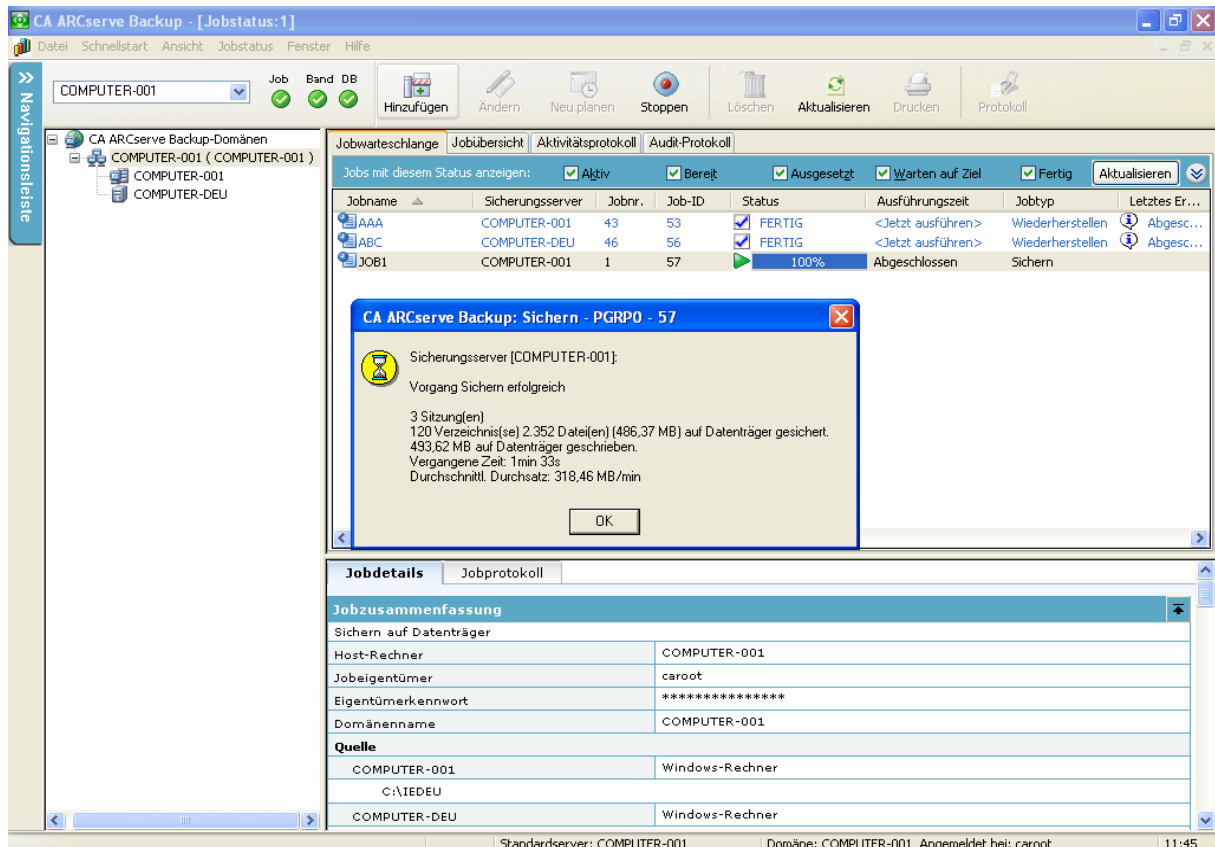 CA ARCserve Backup - [Jobstatus:1]
Datei Schnellstart Ansicht Jobstatus Fenster Hilfe
Navigationsleiste
COMPUTER-001
Job Band DB
Hinzufügen Ändern Neu planen Stoppen Löschen Aktualisieren Drucken Protokoll
CA ARCserve Backup-Domänen
COMPUTER-001 ( COMPUTER-001 )
COMPUTER-001
COMPUTER-DEU
Jobwarteschlange Jobübersicht Aktivitätsprotokoll Audit-Protokoll
Jobs mit diesem Status anzeigen: Aktiv Bereit Ausgesetzt Warten auf Ziel Fertig Aktualisieren
Jobname Sicherungsserver Jobnr. Job-ID Status Ausführungszeit Jobtyp Letztes Er...
AAA COMPUTER-001 43 53 FERTIG <Jetzt ausführen> Wiederherstellen Abgesc...
ABC COMPUTER-DEU 46 56 FERTIG <Jetzt ausführen> Wiederherstellen Abgesc...
JOB1 COMPUTER-001 1 57 100% Abgeschlossen Sichern
CA ARCserve Backup: Sichern - PGRP0 - 57
Sicherungsserver [COMPUTER-001]:
Vorgang Sichern erfolgreich
3 Sitzung(en)
120 Verzeichnis(se) 2.352 Datei(en) (486,37 MB) auf Datenträger gesichert.
493,62 MB auf Datenträger geschrieben.
Vergangene Zeit: 1min 33s
Durchschnittl. Durchsatz: 318,46 MB/min
OK
Jobdetails Jobprotokoll
Jobzusammenfassung
Sichern auf Datenträger
Host-Rechner COMPUTER-001
Jobeigentümer caroot
Eigentümerkennwort ***************
Domänenname COMPUTER-001
Quelle
COMPUTER-001 Windows-Rechner
C:\IEDEU
COMPUTER-DEU Windows-Rechner
Standardserver: COMPUTER-001 Domäne: COMPUTER-001 Angemeldet bei: caroot 11:45